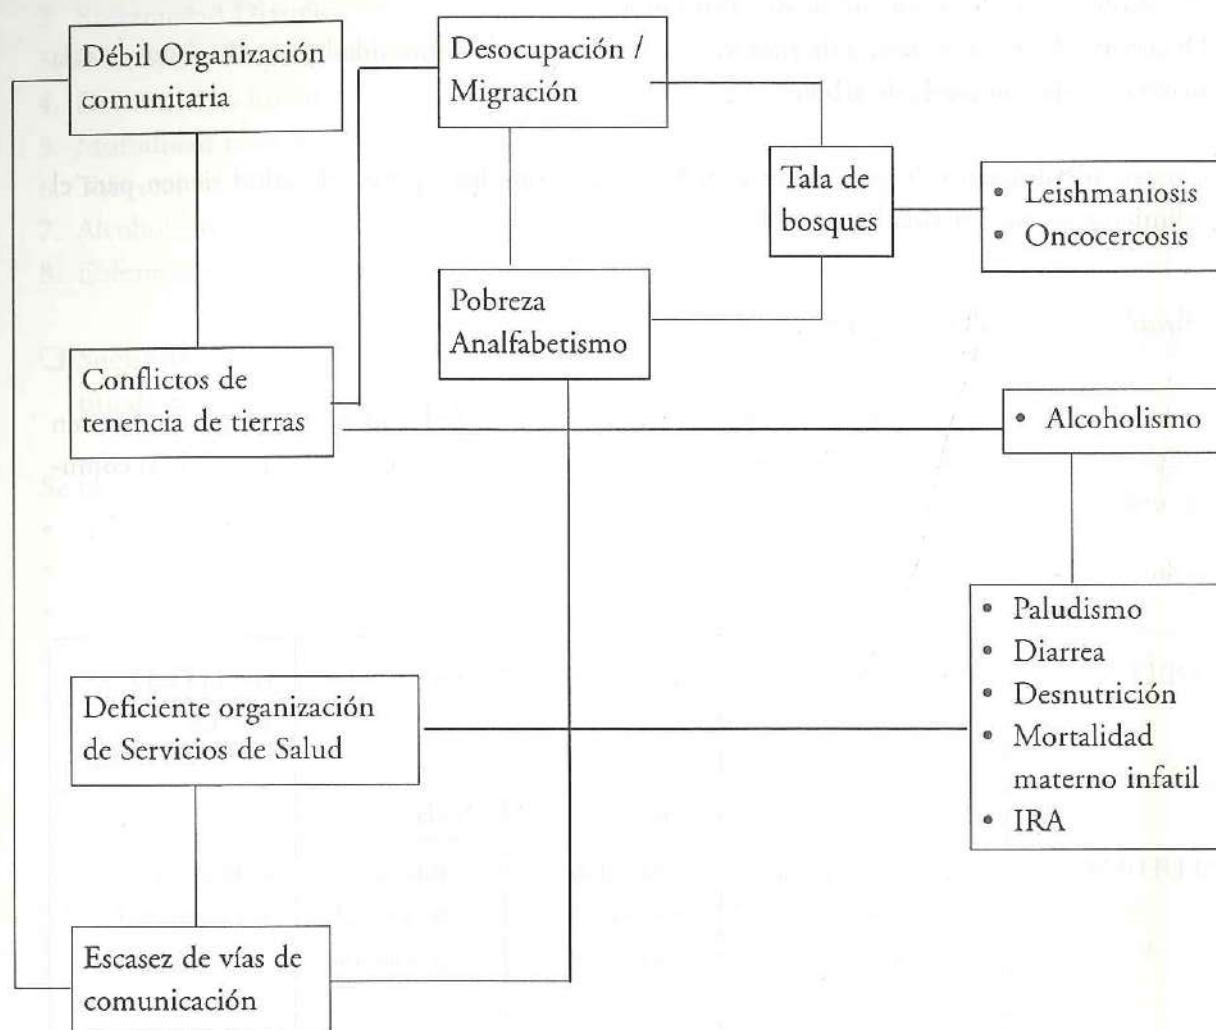 Débil Organización
comunitaria
Desocupación /
Migración
Tala de
bosques
• Leishmaniosis
• Oncocercosis
Pobreza
Analfabetismo
Conflictos de
tenencia de tierras
• Alcoholismo
• Paludismo
• Diarrea
• Desnutrición
• Mortalidad
materno infatil
• IRA
Deficiente organización
de Servicios de Salud
Escasez de vías de
comunicación